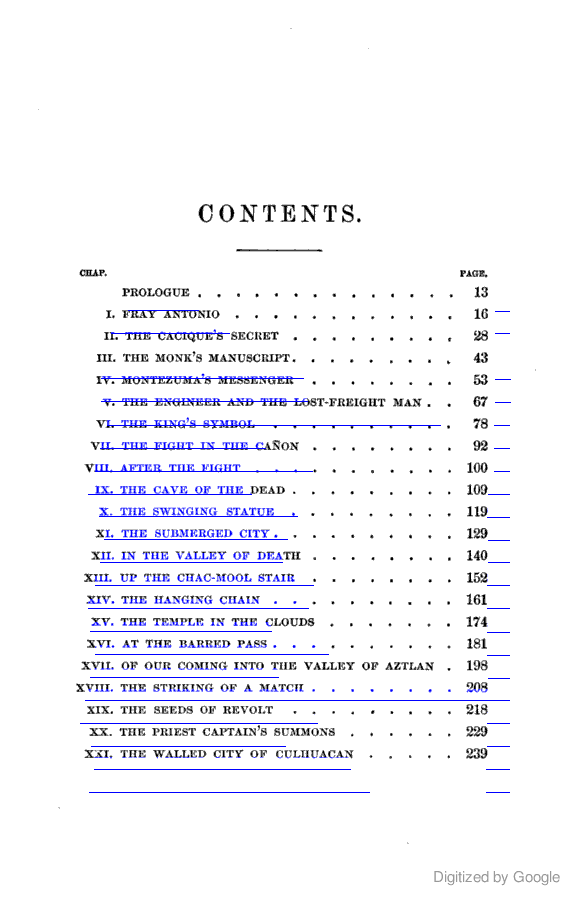 CONTENTS.
CHAP. PAGE.
PROLOGUE . . . . . . . . . . . . . . 13
I. FRAY ANTONIO . . . . . . . . . . . . 16
II. THE CACIQUE'S SECRET . . . . . . . . . 28
III. THE MONK'S MANUSCRIPT. . . . . . . . . 43
IV. MONTEZUMA'S MESSENGER . . . . . . . . 53
V. THE ENGINEER AND THE LOST-FREIGHT MAN . . 67
VI. THE KING'S SYMBOL . . . . . . . . . . 78
VII. THE FIGHT IN THE CAÑON . . . . . . . . 92
VIII. AFTER THE FIGHT . . . . . . . . . . . 100
IX. THE CAVE OF THE DEAD . . . . . . . . . 109
X. THE SWINGING STATUE . . . . . . . . . 119
XI. THE SUBMERGED CITY . . . . . . . . . . 129
XII. IN THE VALLEY OF DEATH . . . . . . . . 140
XIII. UP THE CHAC-MOOL STAIR . . . . . . . . 152
XIV. THE HANGING CHAIN . . . . . . . . . . 161
XV. THE TEMPLE IN THE CLOUDS . . . . . . . 174
XVI. AT THE BARRED PASS . . . . . . . . . . 181
XVII. OF OUR COMING INTO THE VALLEY OF AZTLAN . 198
XVIII. THE STRIKING OF A MATCH . . . . . . . . 208
XIX. THE SEEDS OF REVOLT . . . . . . . . . 218
XX. THE PRIEST CAPTAIN'S SUMMONS . . . . . . 229
XXI. THE WALLED CITY OF CULHUACAN . . . . . 239
Digitized by Google